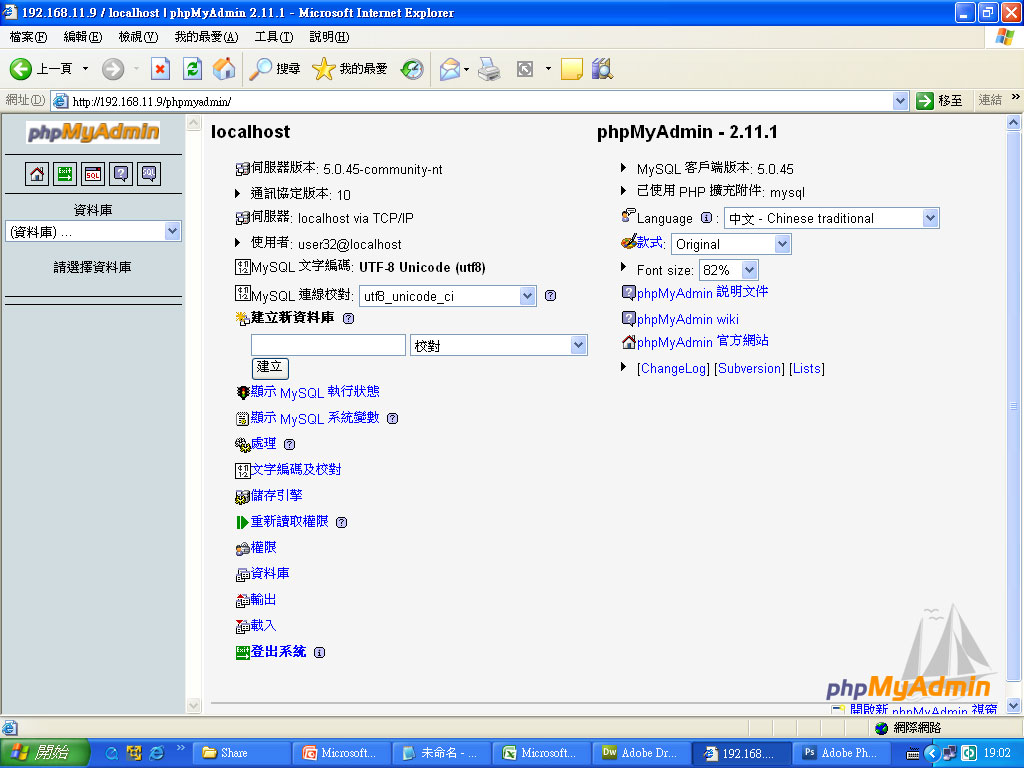 192.168.11.9 / localhost | phpMyAdmin 2.11.1 - Microsoft Internet Explorer
檔案(F) 編輯(E) 檢視(V) 我的最愛(A) 工具(T) 說明(H)
上一頁 搜尋 我的最愛
網址(D) http://192.168.11.9/phpmyadmin/ 移至 連結 »
phpMyAdmin
SQL
資料庫
(資料庫) ...
請選擇資料庫
localhost
伺服器版本: 5.0.45-community-nt
通訊協定版本: 10
伺服器: localhost via TCP/IP
使用者: user32@localhost
MySQL 文字編碼: UTF-8 Unicode (utf8)
MySQL 連線校對: utf8_unicode_ci
建立新資料庫
校對
建立
顯示 MySQL 執行狀態
顯示 MySQL 系統變數
處理
文字編碼及校對
儲存引擎
重新讀取權限
權限
資料庫
輸出
載入
登出系統
phpMyAdmin - 2.11.1
MySQL 客戶端版本: 5.0.45
已使用 PHP 擴充附件: mysql
Language : 中文 - Chinese traditional
款式: Original
Font size: 82%
phpMyAdmin 說明文件
phpMyAdmin wiki
phpMyAdmin 官方網站
[ChangeLog] [Subversion] [Lists]
phpMyAdmin
開啟新 phpMyAdmin 視窗
網際網路
開始 » Share Microsoft... 未命名 - ... Microsoft... Adobe Dr... 192.168.... Adobe Ph... 19:02